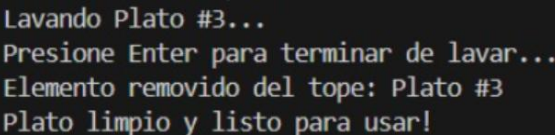 Lavando Plato #3...
Presione Enter para terminar de lavar...
Elemento removido del tope: Plato #3
Plato limpio y listo para usar!